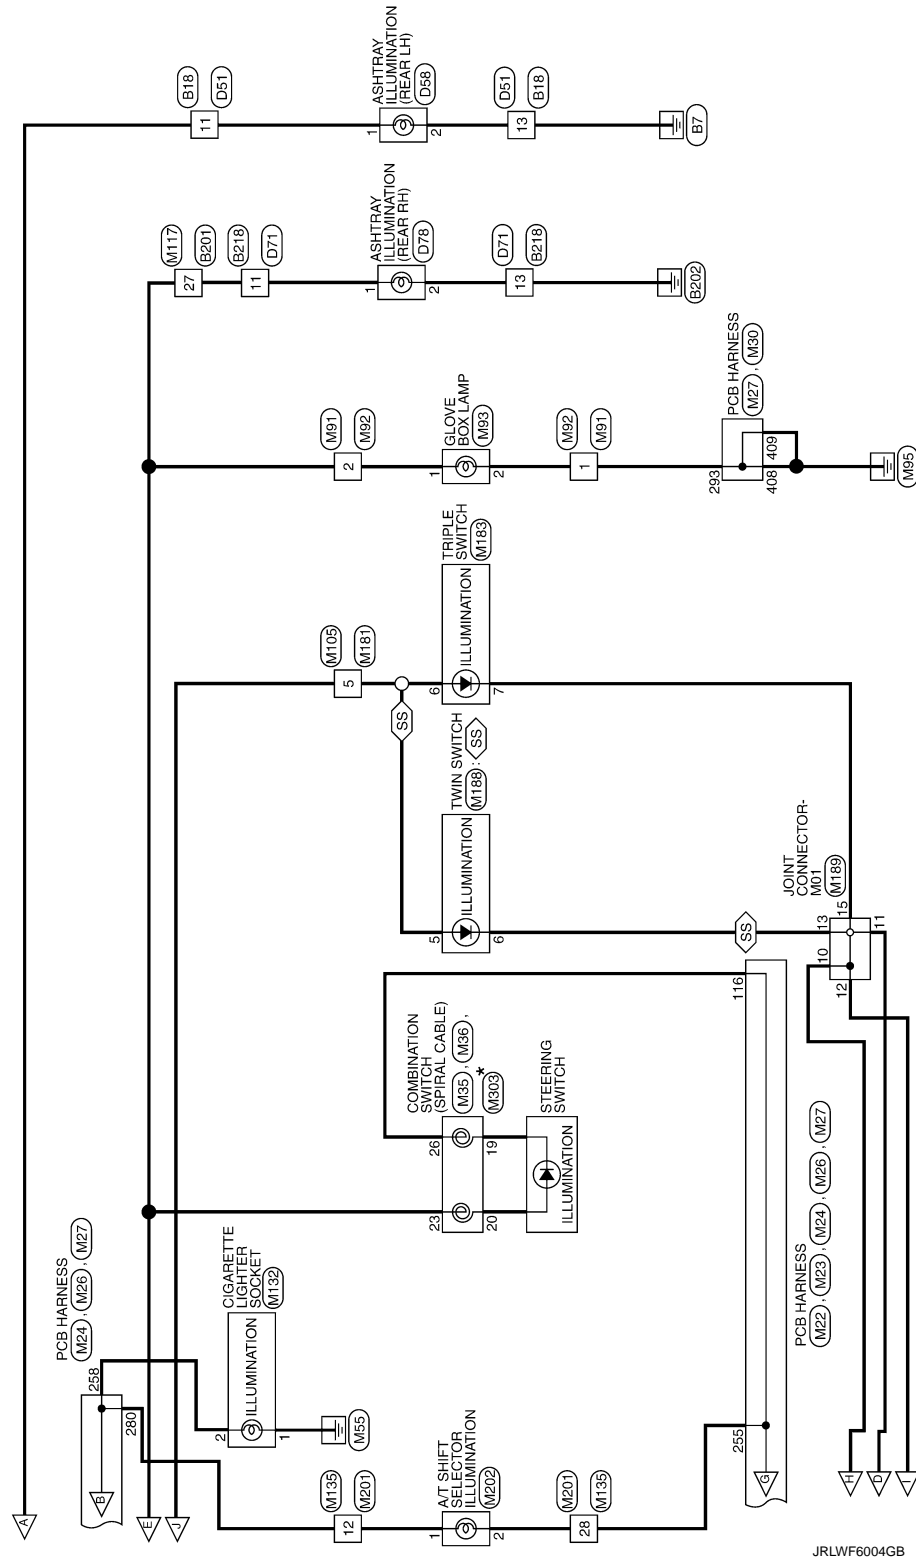 A
B18
D51
11
1
ASHTRAY
ILLUMINATION
(REAR LH)
D58
2
D51
B18
13
B7
M117
B201
27
B218
D71
11
1
ASHTRAY
ILLUMINATION
(REAR RH)
D78
2
D71
B218
13
B202
M91
M92
2
1
GLOVE
BOX LAMP
M93
2
M92
M91
1
293
PCB HARNESS
M27 , M30
409
408
M95
M105
M181
5
SS
6
ILLUMINATION
TRIPLE
SWITCH
M183
7
5
ILLUMINATION
TWIN SWITCH
M188 : SS
6
SS
JOINT
CONNECTOR-
M01
M189
13
15
10
12
11
COMBINATION
SWITCH
(SPIRAL CABLE)
M35 , M36 ,
M303 *
26
23
19
20
STEERING
SWITCH
ILLUMINATION
116
PCB HARNESS
M22 , M23 , M24 , M26 , M27
255
G
PCB HARNESS
M24 , M26 , M27
258
280
B
E
J
CIGARETTE
LIGHTER
SOCKET
M132
ILLUMINATION
2
1
M55
M135
M201
12
1
A/T SHIFT
SELECTOR
ILLUMINATION
M202
2
M201
M135
28
H
D
I
JRLWF6004GB